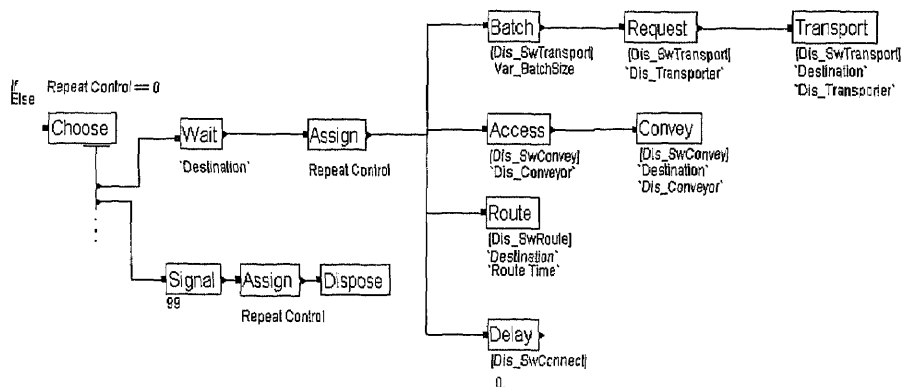 If
Else
Repeat Control == 0
Choose
Wait
`Destination`
Assign
Repeat Control
Signal
99
Assign
Repeat Control
Dispose
Batch
[Dis_SwTransport]
Var_BatchSize
Request
[Dis_SwTransport]
`Dis_Transporter`
Transport
[Dis_SwTransport]
`Destination`
`Dis_Transporter`
Access
[Dis_SwConvey]
`Dis_Conveyor`
Convey
[Dis_SwConvey]
`Destination`
`Dis_Conveyor`
Route
[Dis_SwRoute]
`Destination`
`Route Time`
Delay
[Dis_SwConnect]
0.